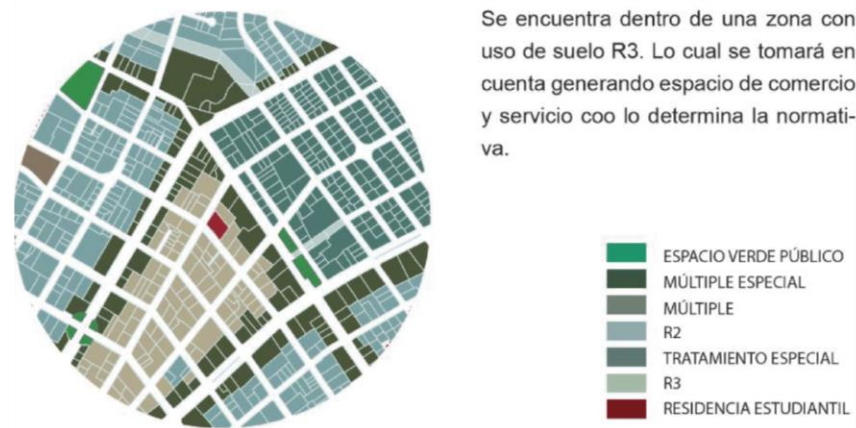 Se encuentra dentro de una zona con
uso de suelo R3. Lo cual se tomará en
cuenta generando espacio de comercio
y servicio coo lo determina la normati-
va.
ESPACIO VERDE PÚBLICO
MÚLTIPLE ESPECIAL
MÚLTIPLE
R2
TRATAMIENTO ESPECIAL
R3
RESIDENCIA ESTUDIANTIL